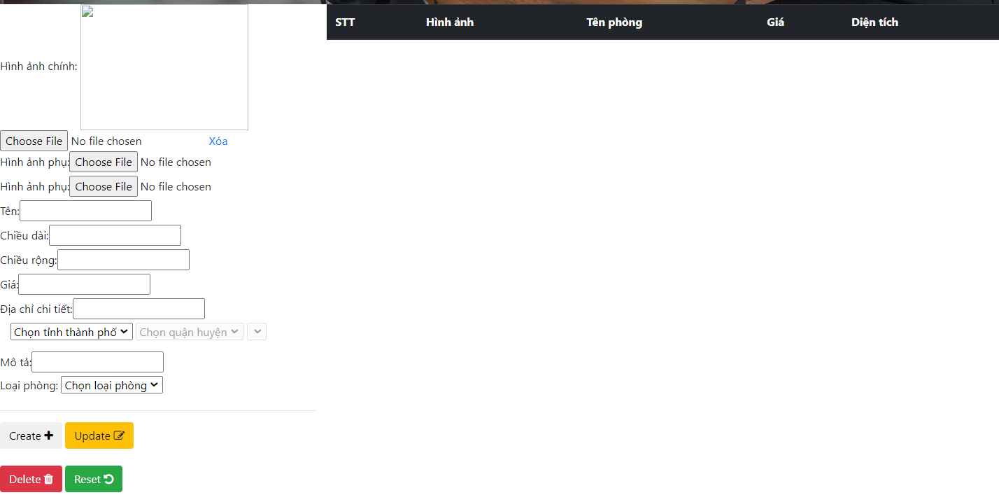 Hình ảnh chính:
Choose File No file chosen Xóa
Hình ảnh phụ: Choose File No file chosen
Hình ảnh phụ: Choose File No file chosen
Tên:
Chiều dài:
Chiều rộng:
Giá:
Địa chỉ chi tiết:
Chọn tỉnh thành phố Chọn quận huyện
Mô tả:
Loại phòng: Chọn loại phòng
Create Update
Delete Reset
STT Hình ảnh Tên phòng Giá Diện tích